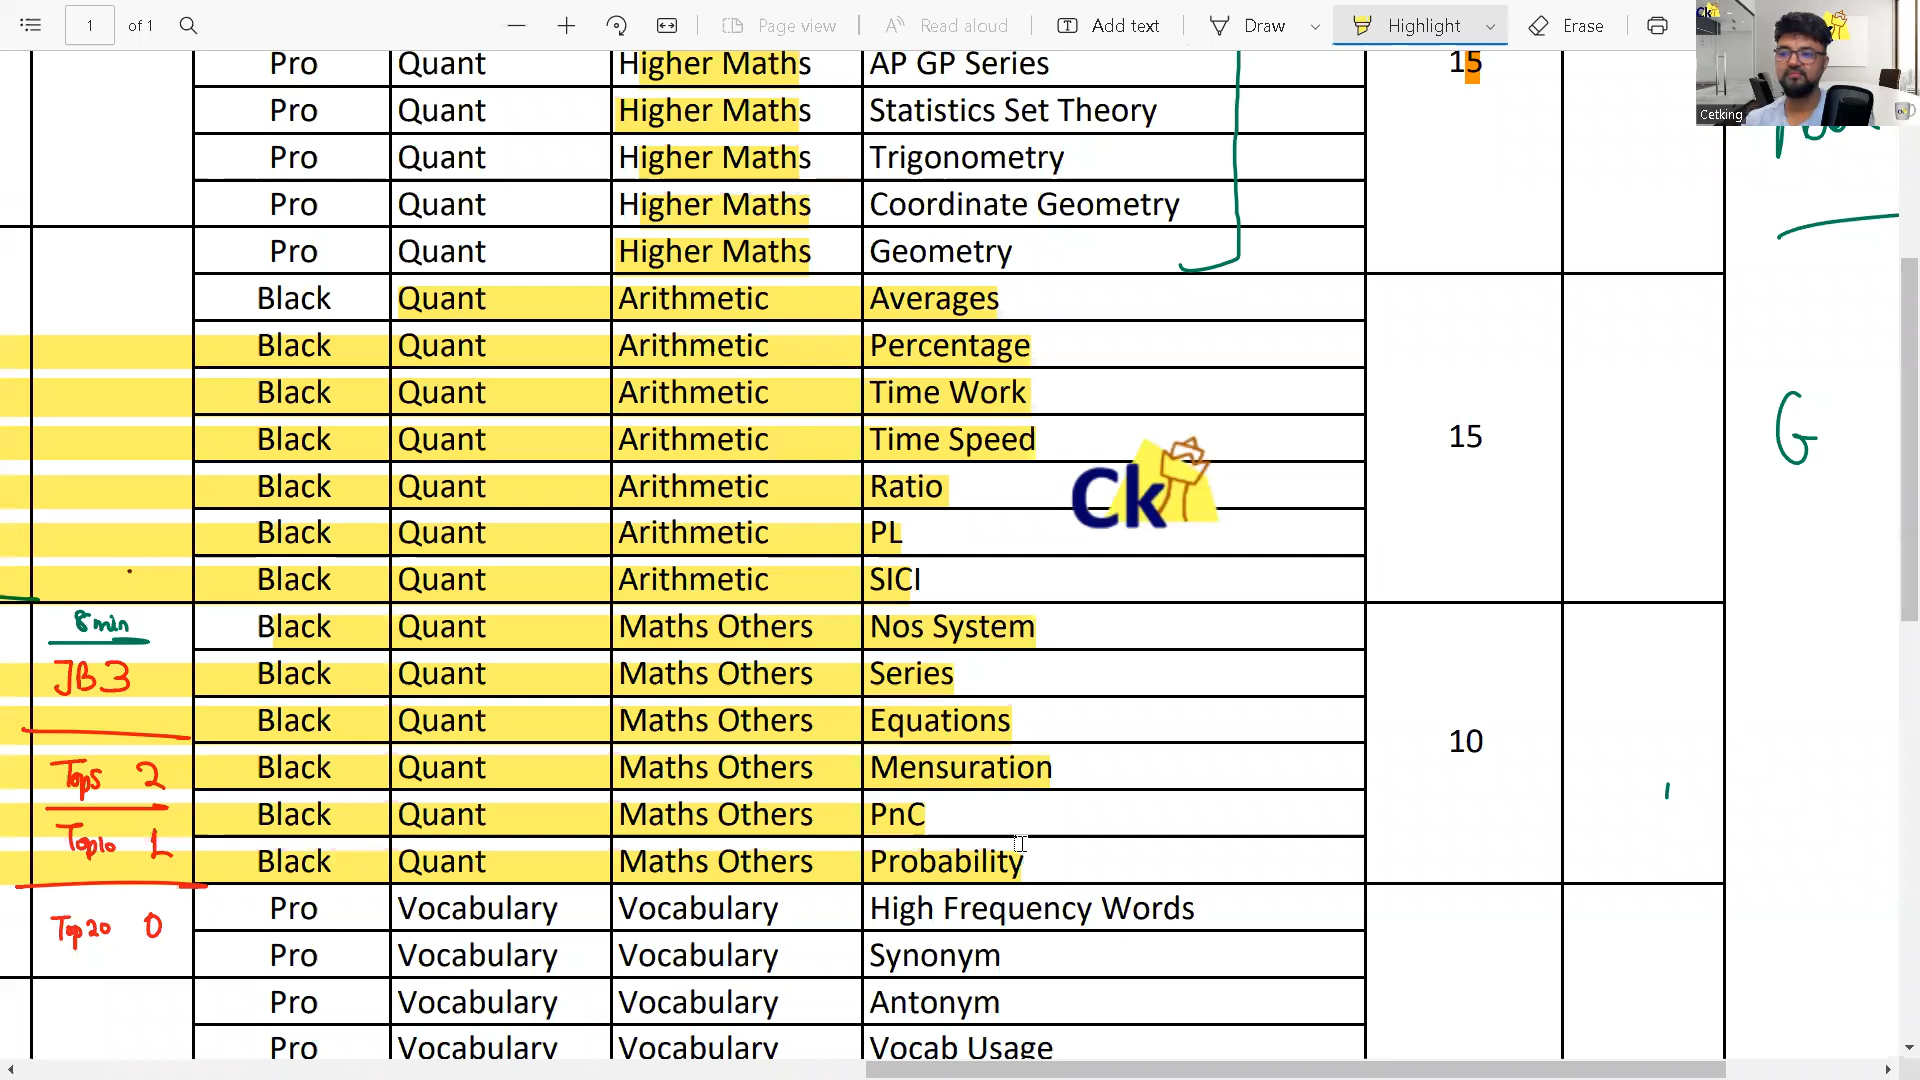 1 of 1 Page view Read aloud Add text Draw Highlight Erase
Ck
Cetking
Pro Quant Higher Maths AP GP Series 15
Pro Quant Higher Maths Statistics Set Theory
Pro Quant Higher Maths Trigonometry
Pro Quant Higher Maths Coordinate Geometry
Pro Quant Higher Maths Geometry
Black Quant Arithmetic Averages
Black Quant Arithmetic Percentage
Black Quant Arithmetic Time Work
Black Quant Arithmetic Time Speed 15 G
Black Quant Arithmetic Ratio
Ck
Black Quant Arithmetic PL
Black Quant Arithmetic SICI
8 min Black Quant Maths Others Nos System
JB3 Black Quant Maths Others Series
Black Quant Maths Others Equations 10
Top5 2 Black Quant Maths Others Mensuration
Black Quant Maths Others PnC
Top10 1
Black Quant Maths Others Probability
Pro Vocabulary Vocabulary High Frequency Words
Top20 0
Pro Vocabulary Vocabulary Synonym
Pro Vocabulary Vocabulary Antonym
Pro Vocabulary Vocabulary Vocab Usage